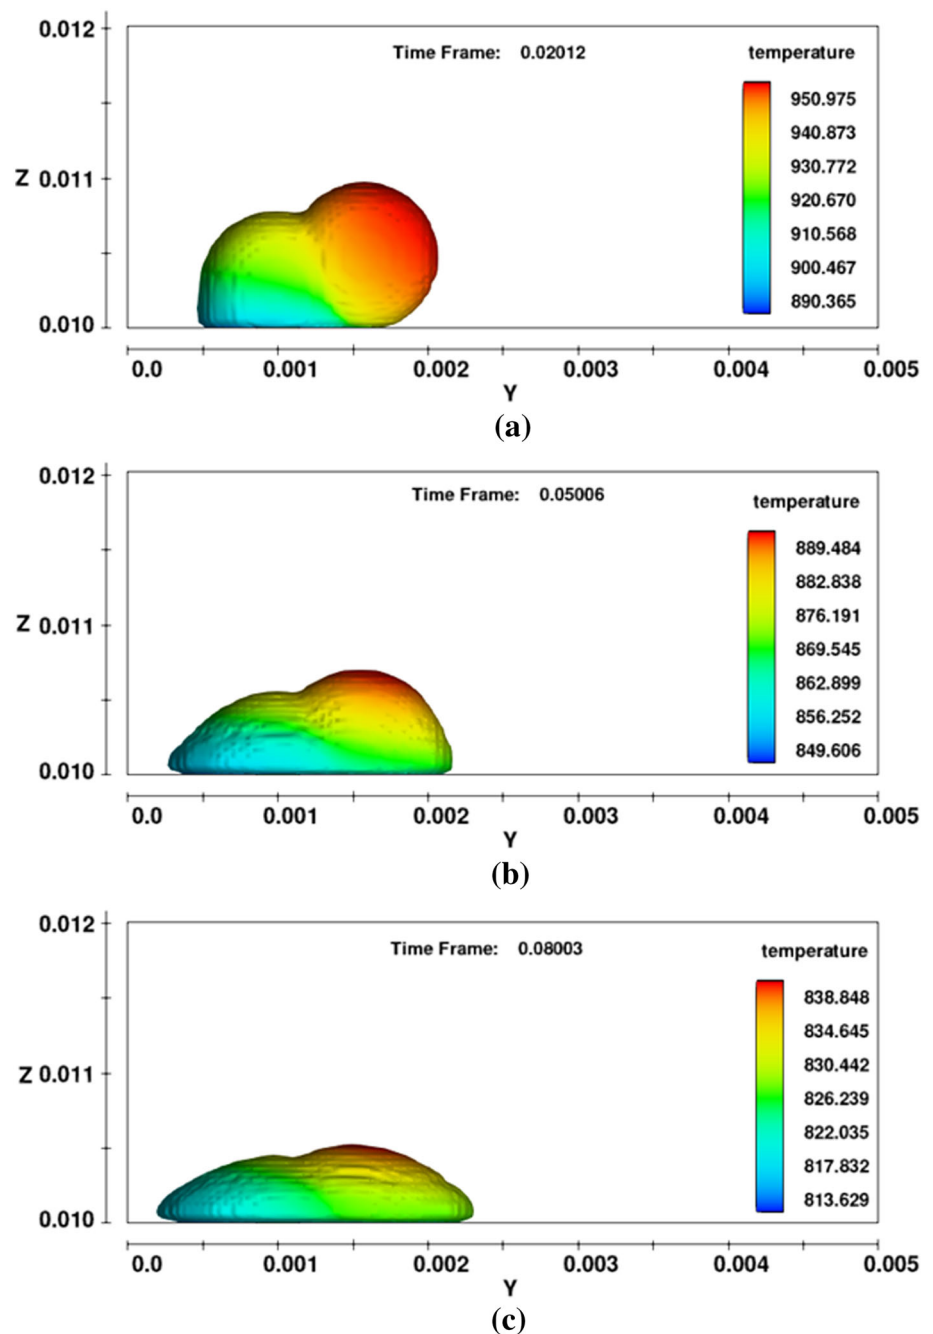 0.012
Time Frame: 0.02012
temperature
950.975
940.873
930.772
920.670
910.568
900.467
890.365
Z 0.011
0.010
0.0 0.001 0.002 0.003 0.004 0.005
Y
(a)
0.012
Time Frame: 0.05006
temperature
889.484
882.838
876.191
869.545
862.899
856.252
849.606
Z 0.011
0.010
0.0 0.001 0.002 0.003 0.004 0.005
Y
(b)
0.012
Time Frame: 0.08003
temperature
838.848
834.645
830.442
826.239
822.035
817.832
813.629
Z 0.011
0.010
0.0 0.001 0.002 0.003 0.004 0.005
Y
(c)